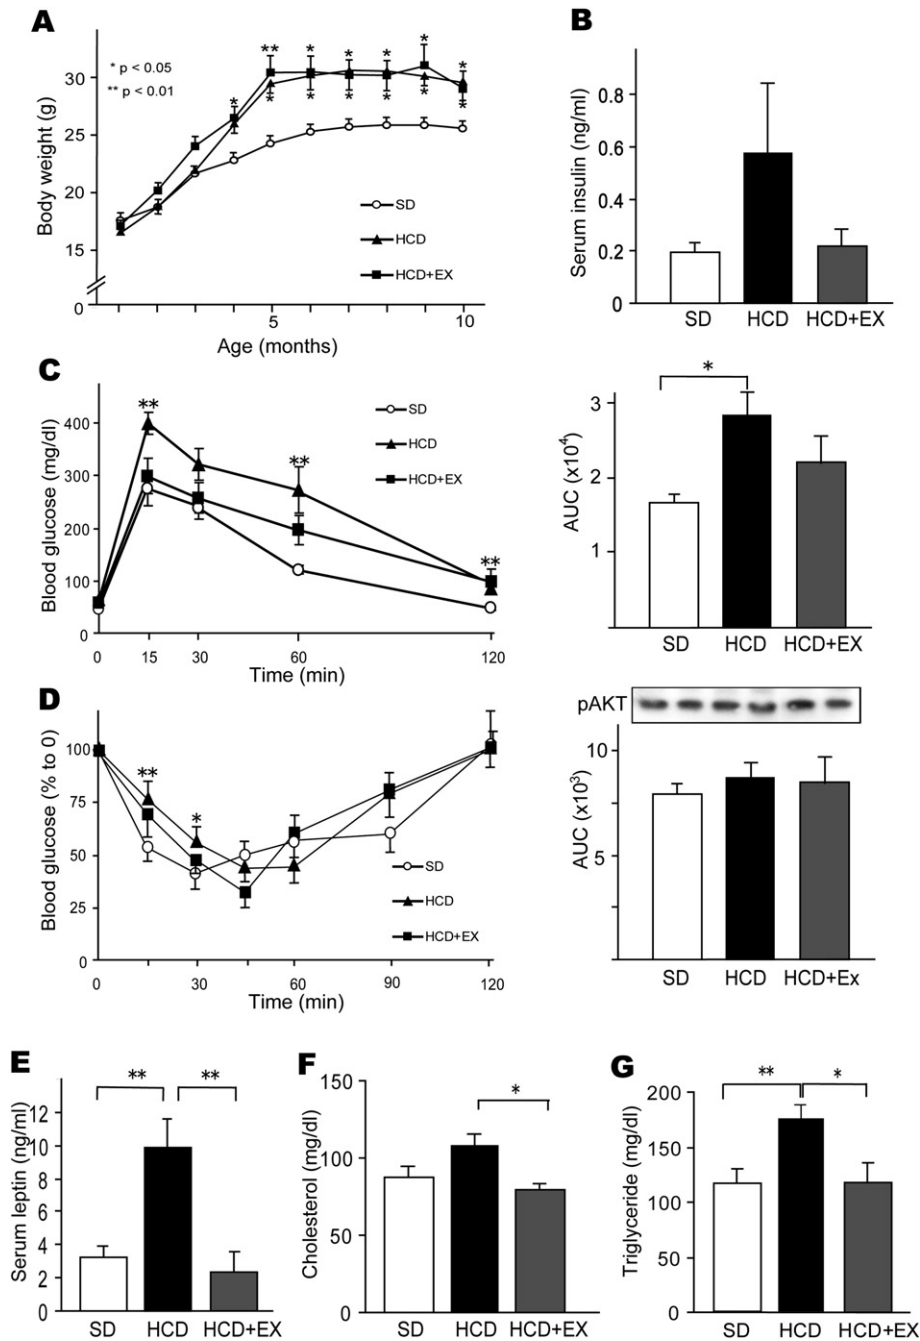 A
* p < 0.05
** p < 0.01
** * * * * *
*
* * * * * *
30
25
20
15
0
Body weight (g)
SD
HCD
HCD+EX
5 10
Age (months)
B
Serum insulin (ng/ml)
0.8
0.6
0.4
0.2
0
SD HCD HCD+EX
C
Blood glucose (mg/dl)
400
300
200
100
0
**
**
**
SD
HCD
HCD+EX
0 15 30 60 120
Time (min)
*
AUC (x10⁴)
3
2
1
SD HCD HCD+EX
D
Blood glucose (% to 0)
100
75
50
25
0
**
*
SD
HCD
HCD+EX
0 15 30 60 90 120
Time (min)
pAKT
AUC (x10³)
10
5
SD HCD HCD+Ex
E
Serum leptin (ng/ml)
** **
12
10
8
6
4
2
0
SD HCD HCD+EX
F
Cholesterol (mg/dl)
*
150
100
50
0
SD HCD HCD+EX
G
Triglyceride (mg/dl)
** *
200
150
100
50
0
SD HCD HCD+EX